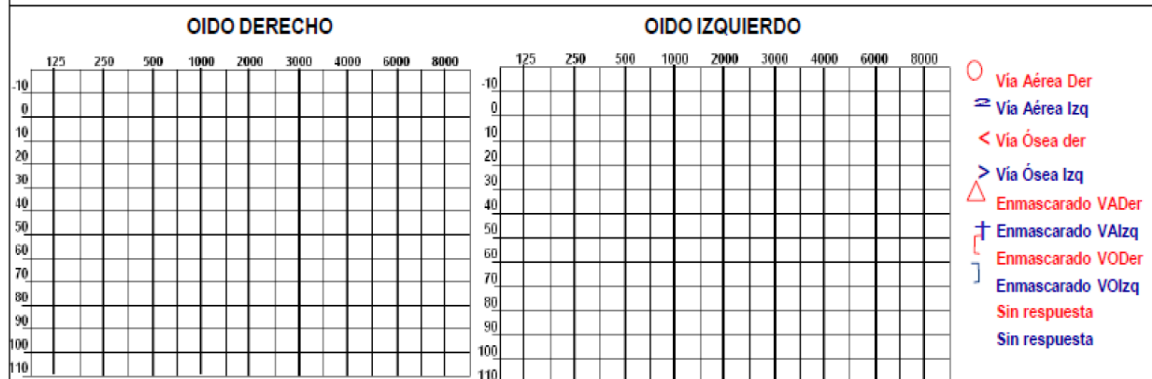 OIDO DERECHO
125 250 500 1000 2000 3000 4000 6000 8000
-10
0
10
20
30
40
50
60
70
80
90
100
110
OIDO IZQUIERDO
125 250 500 1000 2000 3000 4000 6000 8000
-10
0
10
20
30
40
50
60
70
80
90
100
110
Vía Aérea Der
Vía Aérea Izq
< Vía Ósea der
> Vía Ósea Izq
Enmascarado VADer
Enmascarado VAIzq
Enmascarado VODer
Enmascarado VOIzq
Sin respuesta
Sin respuesta